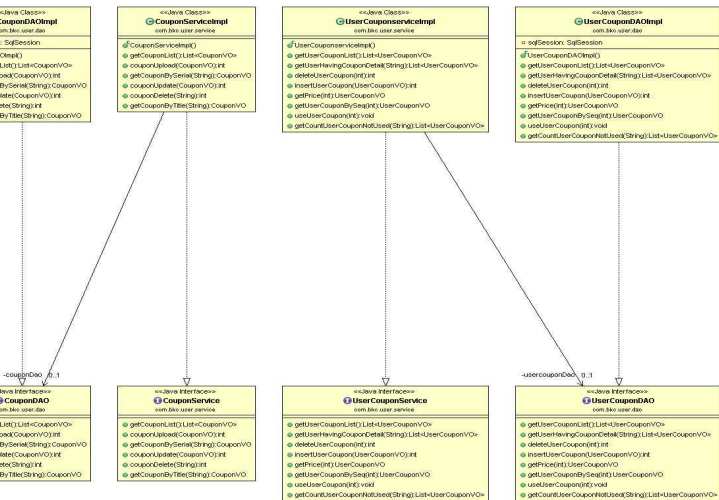 <<Java Class>>
CouponDAOImpl
com.bkc.user.dao
: SqlSession
OImpl()
List():List<CouponVO>
oad(CouponVO):int
BySerial(String):CouponVO
date(CouponVO):int
ete(String):int
ByTitle(String):CouponVO
<<Java Class>>
CouponServiceImpl
com.bkc.user.service
CouponServiceImpl()
getCouponList():List<CouponVO>
couponUpload(CouponVO):int
getCouponBySerial(String):CouponVO
couponUpdate(CouponVO):int
couponDelete(String):int
getCouponByTitle(String):CouponVO
<<Java Class>>
UserCouponserviceImpl
com.bkc.user.service
UserCouponserviceImpl()
getUserCouponList():List<UserCouponVO>
getUserHavingCouponDetail(String):List<UserCouponVO>
deleteUserCoupon(int):int
insertUserCoupon(UserCouponVO):int
getPrice(int):UserCouponVO
getUserCouponBySeq(int):UserCouponVO
useUserCoupon(int):void
getCountUserCouponNotUsed(String):List<UserCouponVO>
<<Java Class>>
UserCouponDAOImpl
com.bkc.user.dao
sqlSession: SqlSession
UserCouponDAOImpl()
getUserCouponList():List<UserCouponVO>
getUserHavingCouponDetail(String):List<UserCouponVO>
deleteUserCoupon(int):int
insertUserCoupon(UserCouponVO):int
getPrice(int):UserCouponVO
getUserCouponBySeq(int):UserCouponVO
useUserCoupon(int):void
getCountUserCouponNotUsed(String):List<UserCouponVO>
-couponDao 0..1
-usercouponDao 0..1
Java Interface>>
CouponDAO
com.bkc.user.dao
List():List<CouponVO>
oad(CouponVO):int
BySerial(String):CouponVO
date(CouponVO):int
ete(String):int
ByTitle(String):CouponVO
<<Java Interface>>
CouponService
com.bkc.user.service
getCouponList():List<CouponVO>
couponUpload(CouponVO):int
getCouponBySerial(String):CouponVO
couponUpdate(CouponVO):int
couponDelete(String):int
getCouponByTitle(String):CouponVO
<<Java Interface>>
UserCouponService
com.bkc.user.service
getUserCouponList():List<UserCouponVO>
getUserHavingCouponDetail(String):List<UserCouponVO>
deleteUserCoupon(int):int
insertUserCoupon(UserCouponVO):int
getPrice(int):UserCouponVO
getUserCouponBySeq(int):UserCouponVO
useUserCoupon(int):void
getCountUserCouponNotUsed(String):List<UserCouponVO>
<<Java Interface>>
UserCouponDAO
com.bkc.user.dao
getUserCouponList():List<UserCouponVO>
getUserHavingCouponDetail(String):List<UserCouponVO>
deleteUserCoupon(int):int
insertUserCoupon(UserCouponVO):int
getPrice(int):UserCouponVO
getUserCouponBySeq(int):UserCouponVO
useUserCoupon(int):void
getCountUserCouponNotUsed(String):List<UserCouponVO>